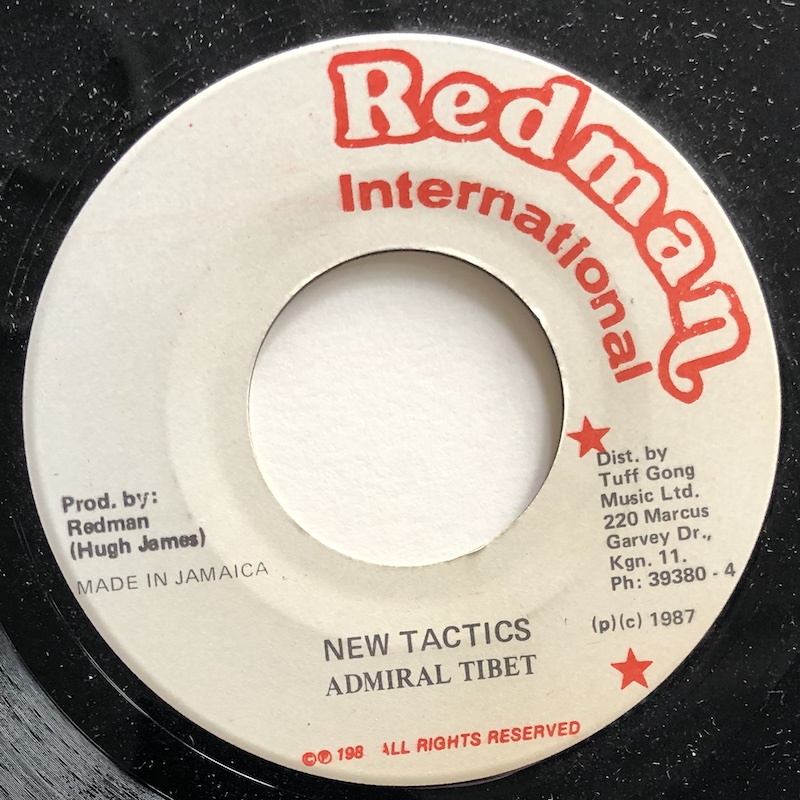 Redman
International
Dist. by
Tuff Gong
Music Ltd.
220 Marcus
Garvey Dr.,
Kgn. 11.
Ph: 39380 - 4
(p)(c) 1987
Prod. by:
Redman
(Hugh James)
MADE IN JAMAICA
NEW TACTICS
ADMIRAL TIBET
©℗ 198 ALL RIGHTS RESERVED